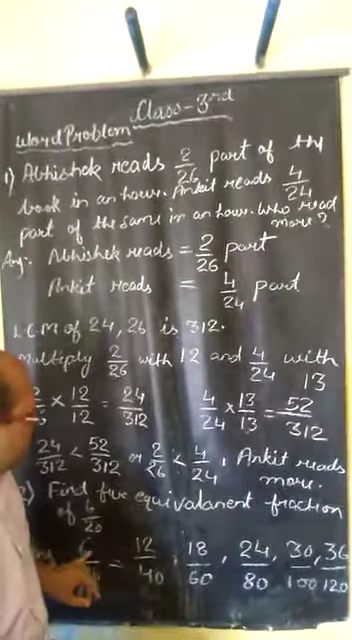 Class-3rd
Word Problem
1) Abhishek reads 2/26 part of the
book in an hour. Ankit reads 4/24
part of the same in an hour. Who read
more?
Ans:- Abhishek reads = 2/26 part
Ankit reads = 4/24 part
L.C.M of 24, 26 is 312.
Multiply 2/26 with 12 and 4/24 with
13
× 12/12 = 24/312 4/24 × 13/13 = 52/312
24/312 < 52/312 or 2/26 < 4/24, Ankit reads
more.
2) Find five equivalanent fraction
of 6/20
= 12/40, 18/60, 24/80, 30/100, 36/120